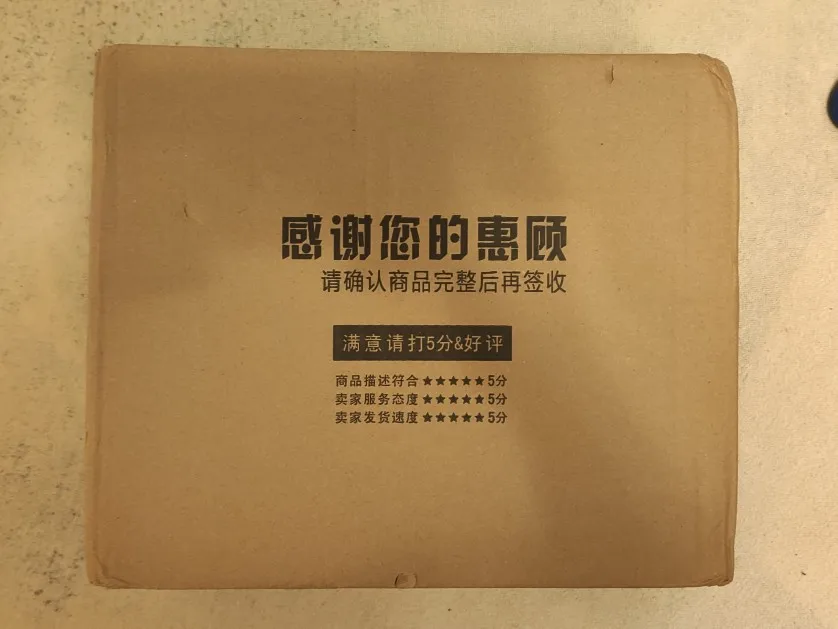 感谢您的惠顾
请确认商品完整后再签收
满意请打5分&好评
商品描述符合★★★★★5分
卖家服务态度★★★★★5分
卖家发货速度★★★★★5分